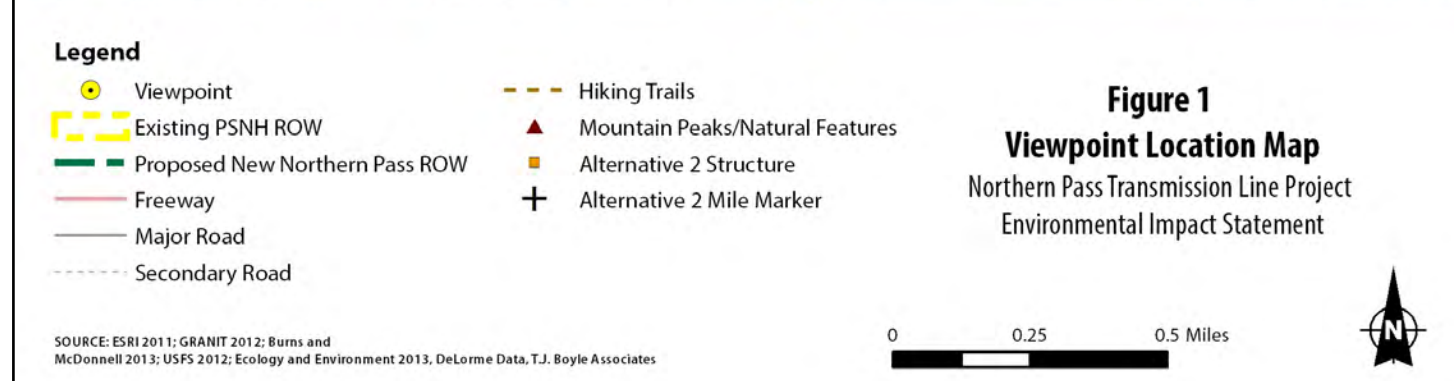 Legend
Viewpoint
Existing PSNH ROW
Proposed New Northern Pass ROW
Freeway
Major Road
Secondary Road
Hiking Trails
Mountain Peaks/Natural Features
Alternative 2 Structure
Alternative 2 Mile Marker
Figure 1
Viewpoint Location Map
Northern Pass Transmission Line Project
Environmental Impact Statement
SOURCE: ESRI 2011; GRANIT 2012; Burns and
McDonnell 2013; USFS 2012; Ecology and Environment 2013, DeLorme Data, T.J. Boyle Associates
0 0.25 0.5 Miles
N